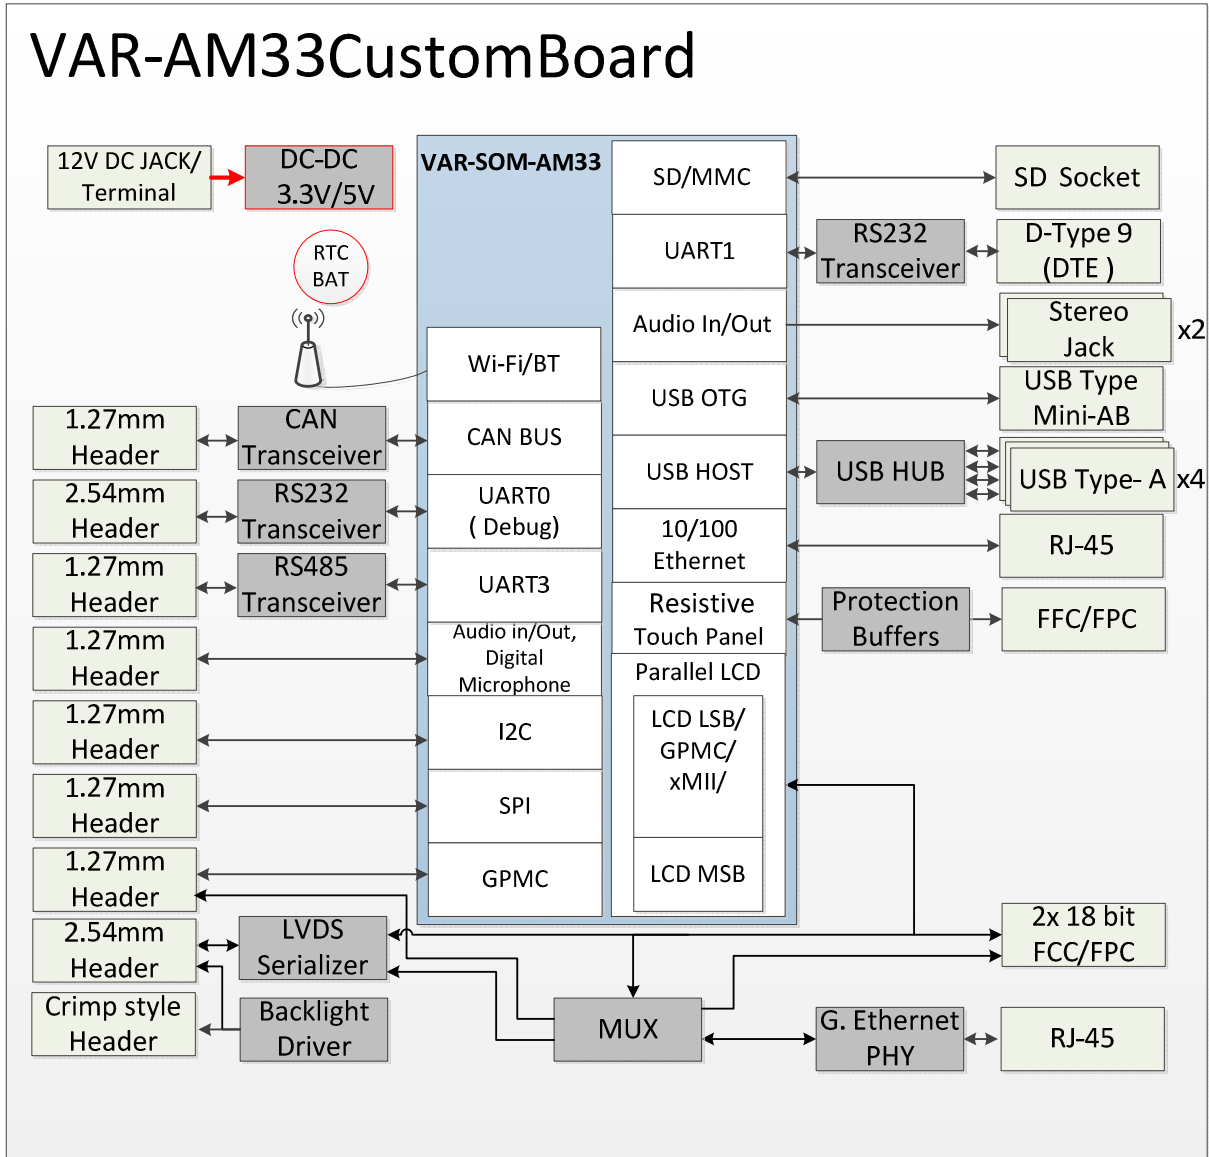 VAR-AM33CustomBoard
12V DC JACK/
Terminal
DC-DC
3.3V/5V
RTC
BAT
VAR-SOM-AM33
SD/MMC
SD Socket
UART1
RS232
Transceiver
D-Type 9
(DTE )
Audio In/Out
Stereo
Jack
x2
Wi-Fi/BT
USB OTG
USB Type
Mini-AB
1.27mm
Header
CAN
Transceiver
CAN BUS
USB HOST
USB HUB
USB Type- A
x4
2.54mm
Header
RS232
Transceiver
UART0
( Debug)
10/100
Ethernet
RJ-45
1.27mm
Header
RS485
Transceiver
UART3
Resistive
Touch Panel
Protection
Buffers
FFC/FPC
1.27mm
Header
Audio in/Out,
Digital
Microphone
Parallel LCD
1.27mm
Header
I2C
LCD LSB/
GPMC/
xMII/
1.27mm
Header
SPI
1.27mm
Header
GPMC
LCD MSB
2.54mm
Header
LVDS
Serializer
2x 18 bit
FCC/FPC
Crimp style
Header
Backlight
Driver
MUX
G. Ethernet
PHY
RJ-45